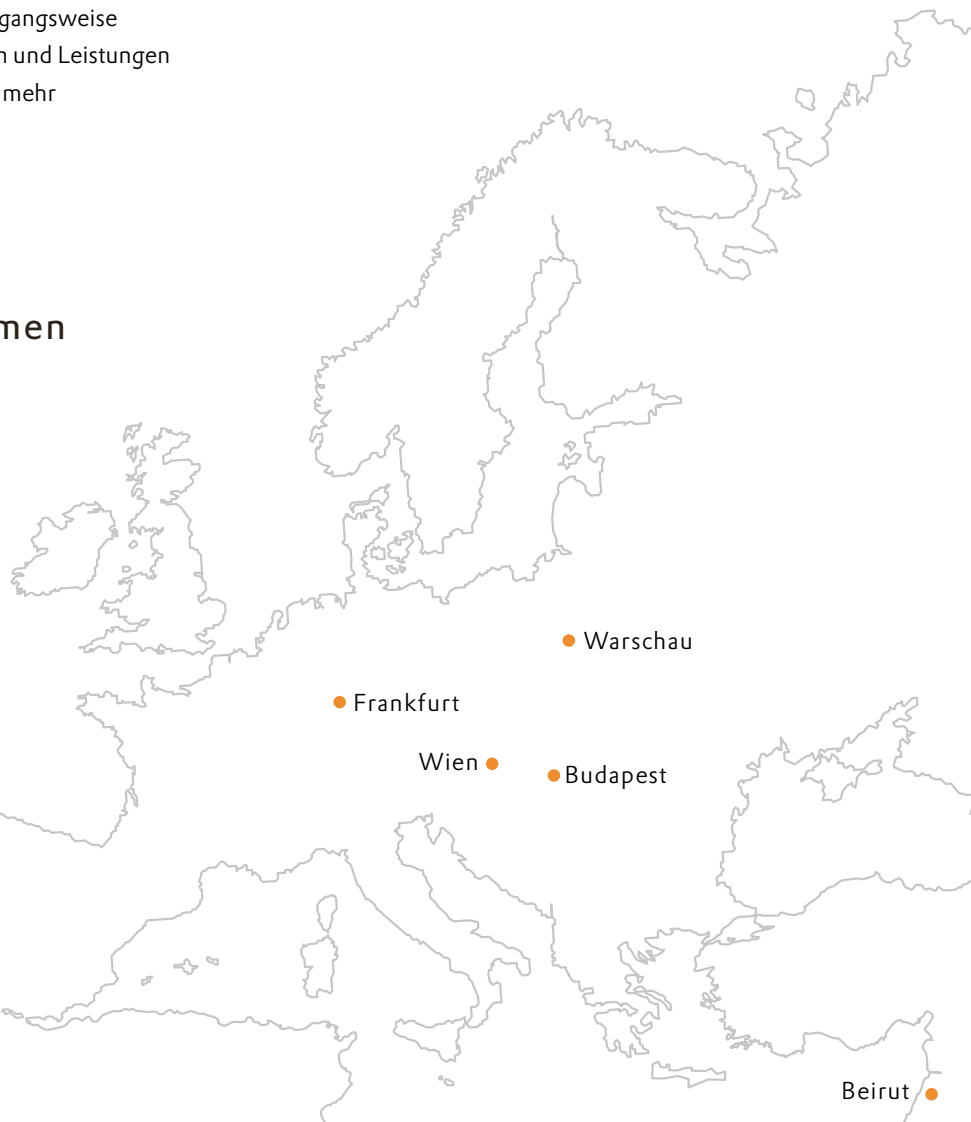 gangsweise
n und Leistungen
mehr
men
Warschau
Frankfurt
Wien
Budapest
Beirut